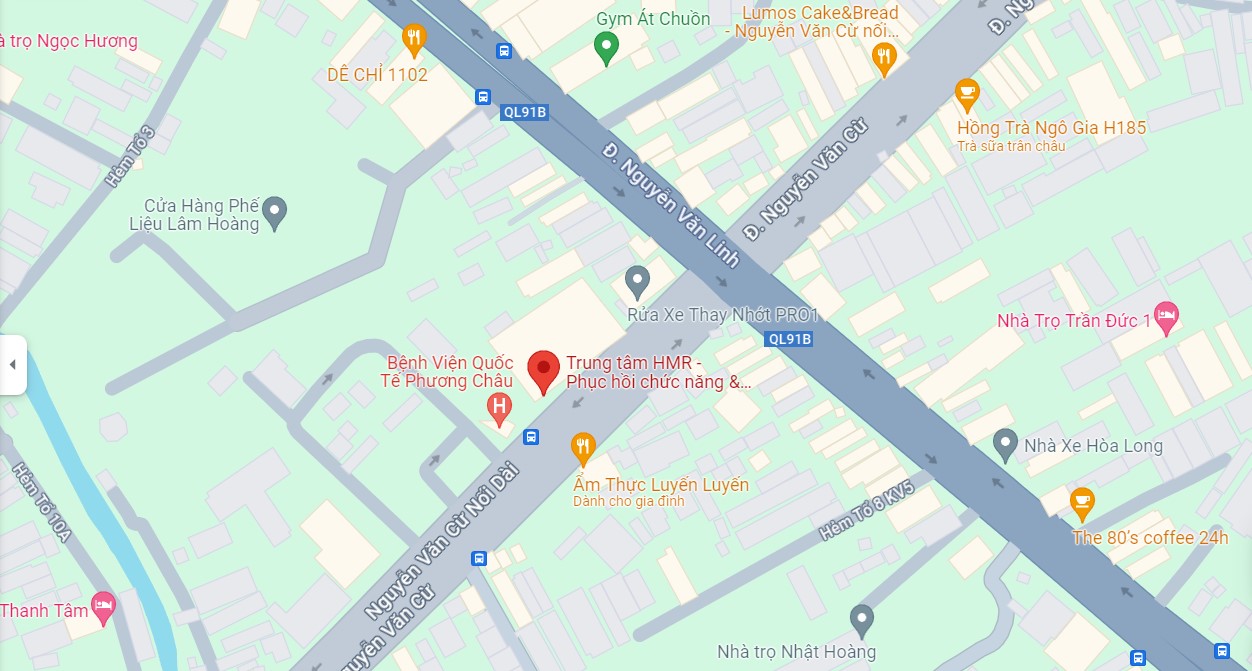 Gym Át Chuồn
Lumos Cake&Bread
- Nguyễn Văn Cừ nối...
à trọ Ngọc Hương
DÊ CHỈ 1102
QL91B
Hồng Trà Ngô Gia H185
Trà sữa trân châu
Hẻm Tổ 3
Đ. Nguyễn Văn Linh
Đ. Nguyễn Văn Cừ
Cửa Hàng Phế
Liệu Lâm Hoàng
Rửa Xe Thay Nhớt PRO1
Nhà Trọ Trần Đức 1
QL91B
Bệnh Viện Quốc
Tế Phương Châu
H
Trung tâm HMR -
Phục hồi chức năng &...
Nhà Xe Hòa Long
Ẩm Thực Luyến Luyến
Dành cho gia đình
Hẻm Tổ 10A
Nguyễn Văn Cừ Nối Dài
Hẻm Tổ 8 KV5
The 80's coffee 24h
Thanh Tâm
guyễn Văn Cừ
Nhà trọ Nhật Hoàng